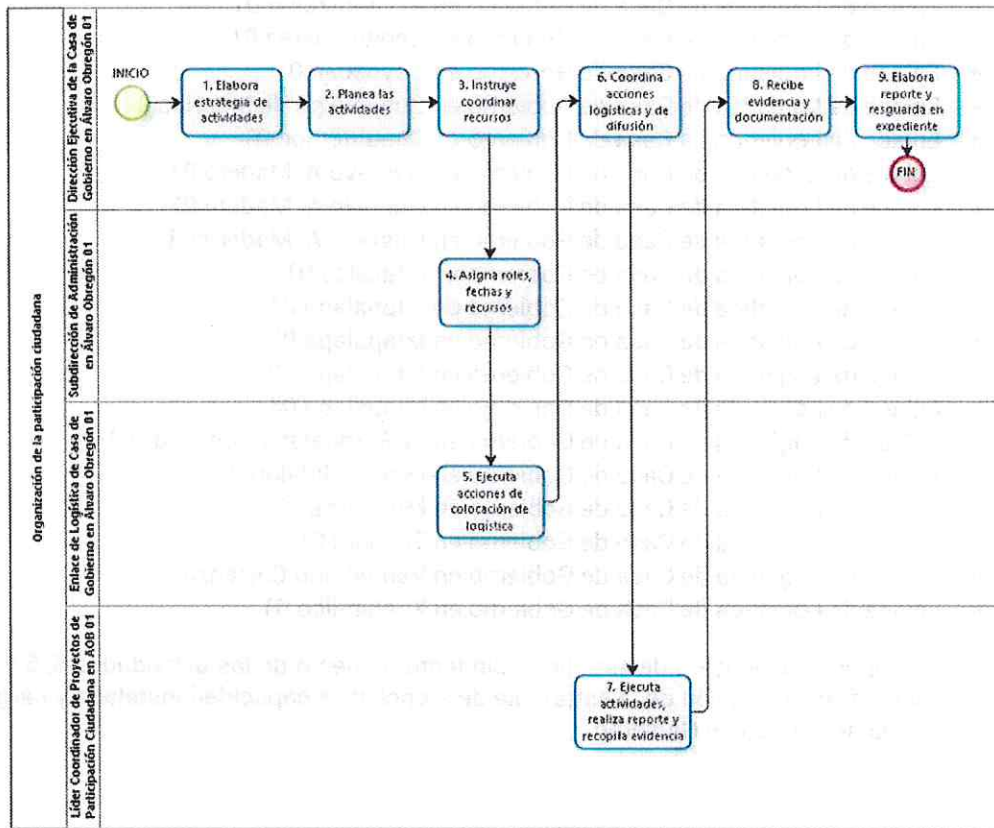 Organización de la participación ciudadana
Dirección Ejecutiva de la Casa de
Gobierno en Álvaro Obregón 01
INICIO
1. Elabora
estrategia de
actividades
2. Planea las
actividades
3. Instruye
coordinar
recursos
6. Coordina
acciones
logísticas y de
difusión
8. Recibe
evidencia y
documentación
9. Elabora
reporte y
resguarda en
expediente
FIN
Subdirección de Administración
en Álvaro Obregón 01
4. Asigna roles,
fechas y
recursos
Enlace de Logística de Casa de
Gobierno en Álvaro Obregón 01
5. Ejecuta
acciones de
colocación de
logística
Líder Coordinador de Proyectos de
Participación Ciudadana en AOB 01
7. Ejecuta
actividades,
realiza reporte y
recopila evidencia